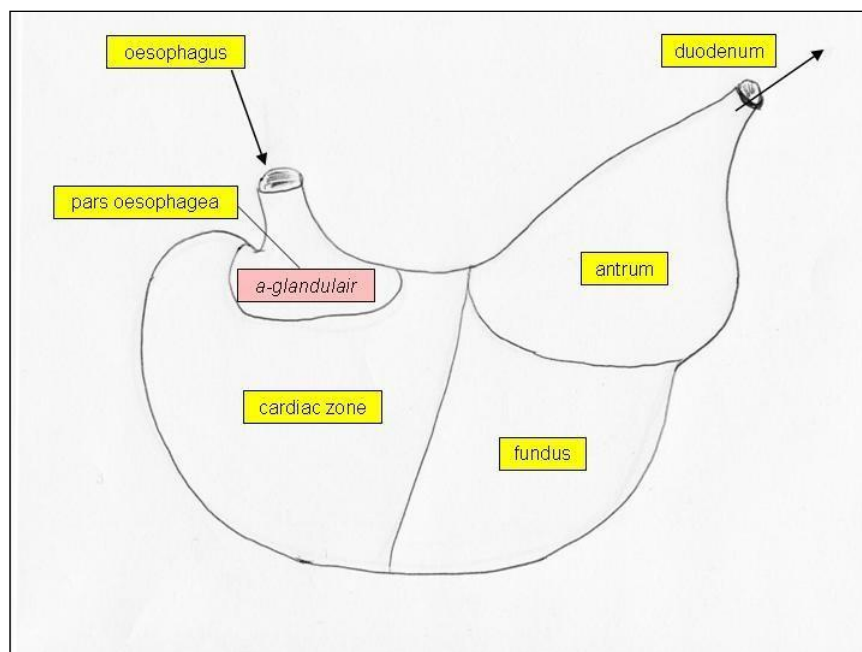 oesophagus
duodenum
pars oesophagea
a-glandulair
antrum
cardiac zone
fundus